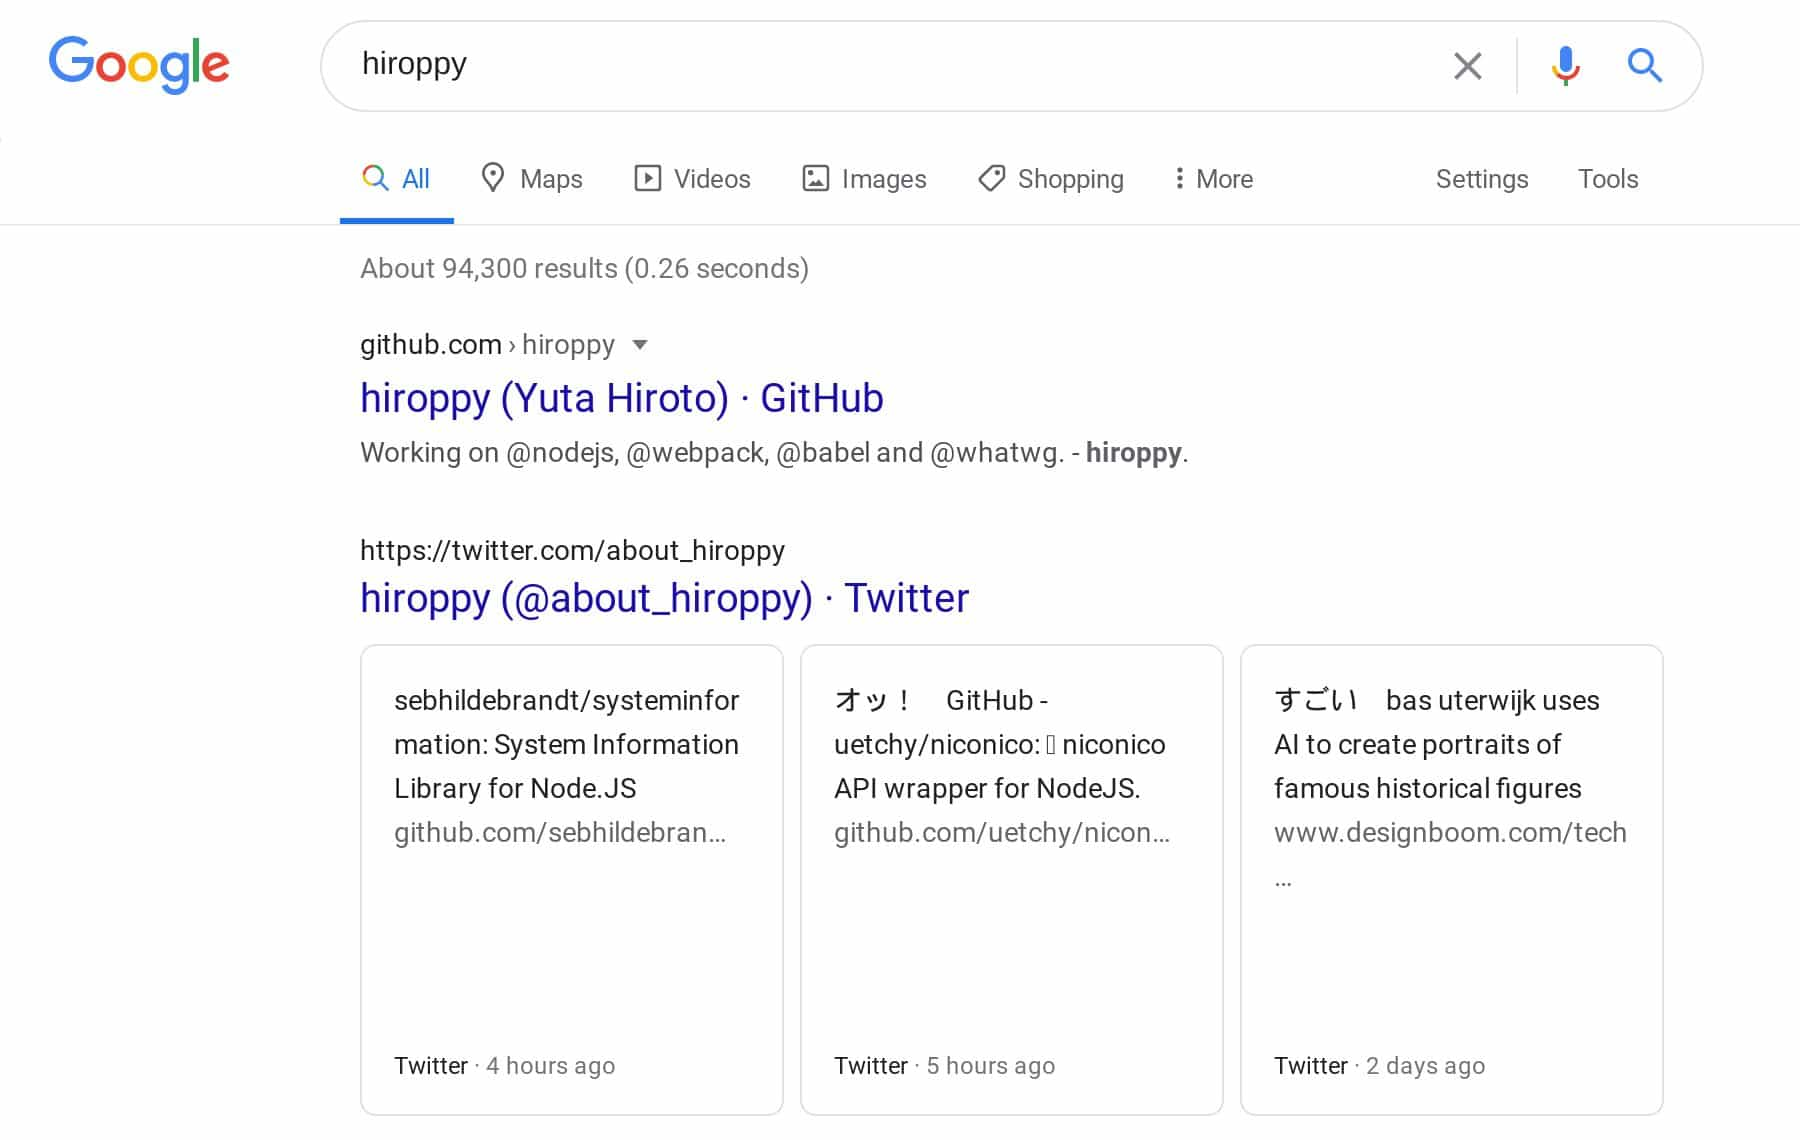 Google
hiroppy
All Maps Videos Images Shopping More Settings Tools
About 94,300 results (0.26 seconds)
github.com › hiroppy
hiroppy (Yuta Hiroto) · GitHub
Working on @nodejs, @webpack, @babel and @whatwg. - hiroppy.
https://twitter.com/about_hiroppy
hiroppy (@about_hiroppy) · Twitter
sebhildebrandt/systeminfor
mation: System Information
Library for Node.JS
github.com/sebhildebran...
Twitter · 4 hours ago
オッ！　GitHub -
uetchy/niconico: ▯ niconico
API wrapper for NodeJS.
github.com/uetchy/nicon...
Twitter · 5 hours ago
すごい　bas uterwijk uses
AI to create portraits of
famous historical figures
www.designboom.com/tech
...
Twitter · 2 days ago